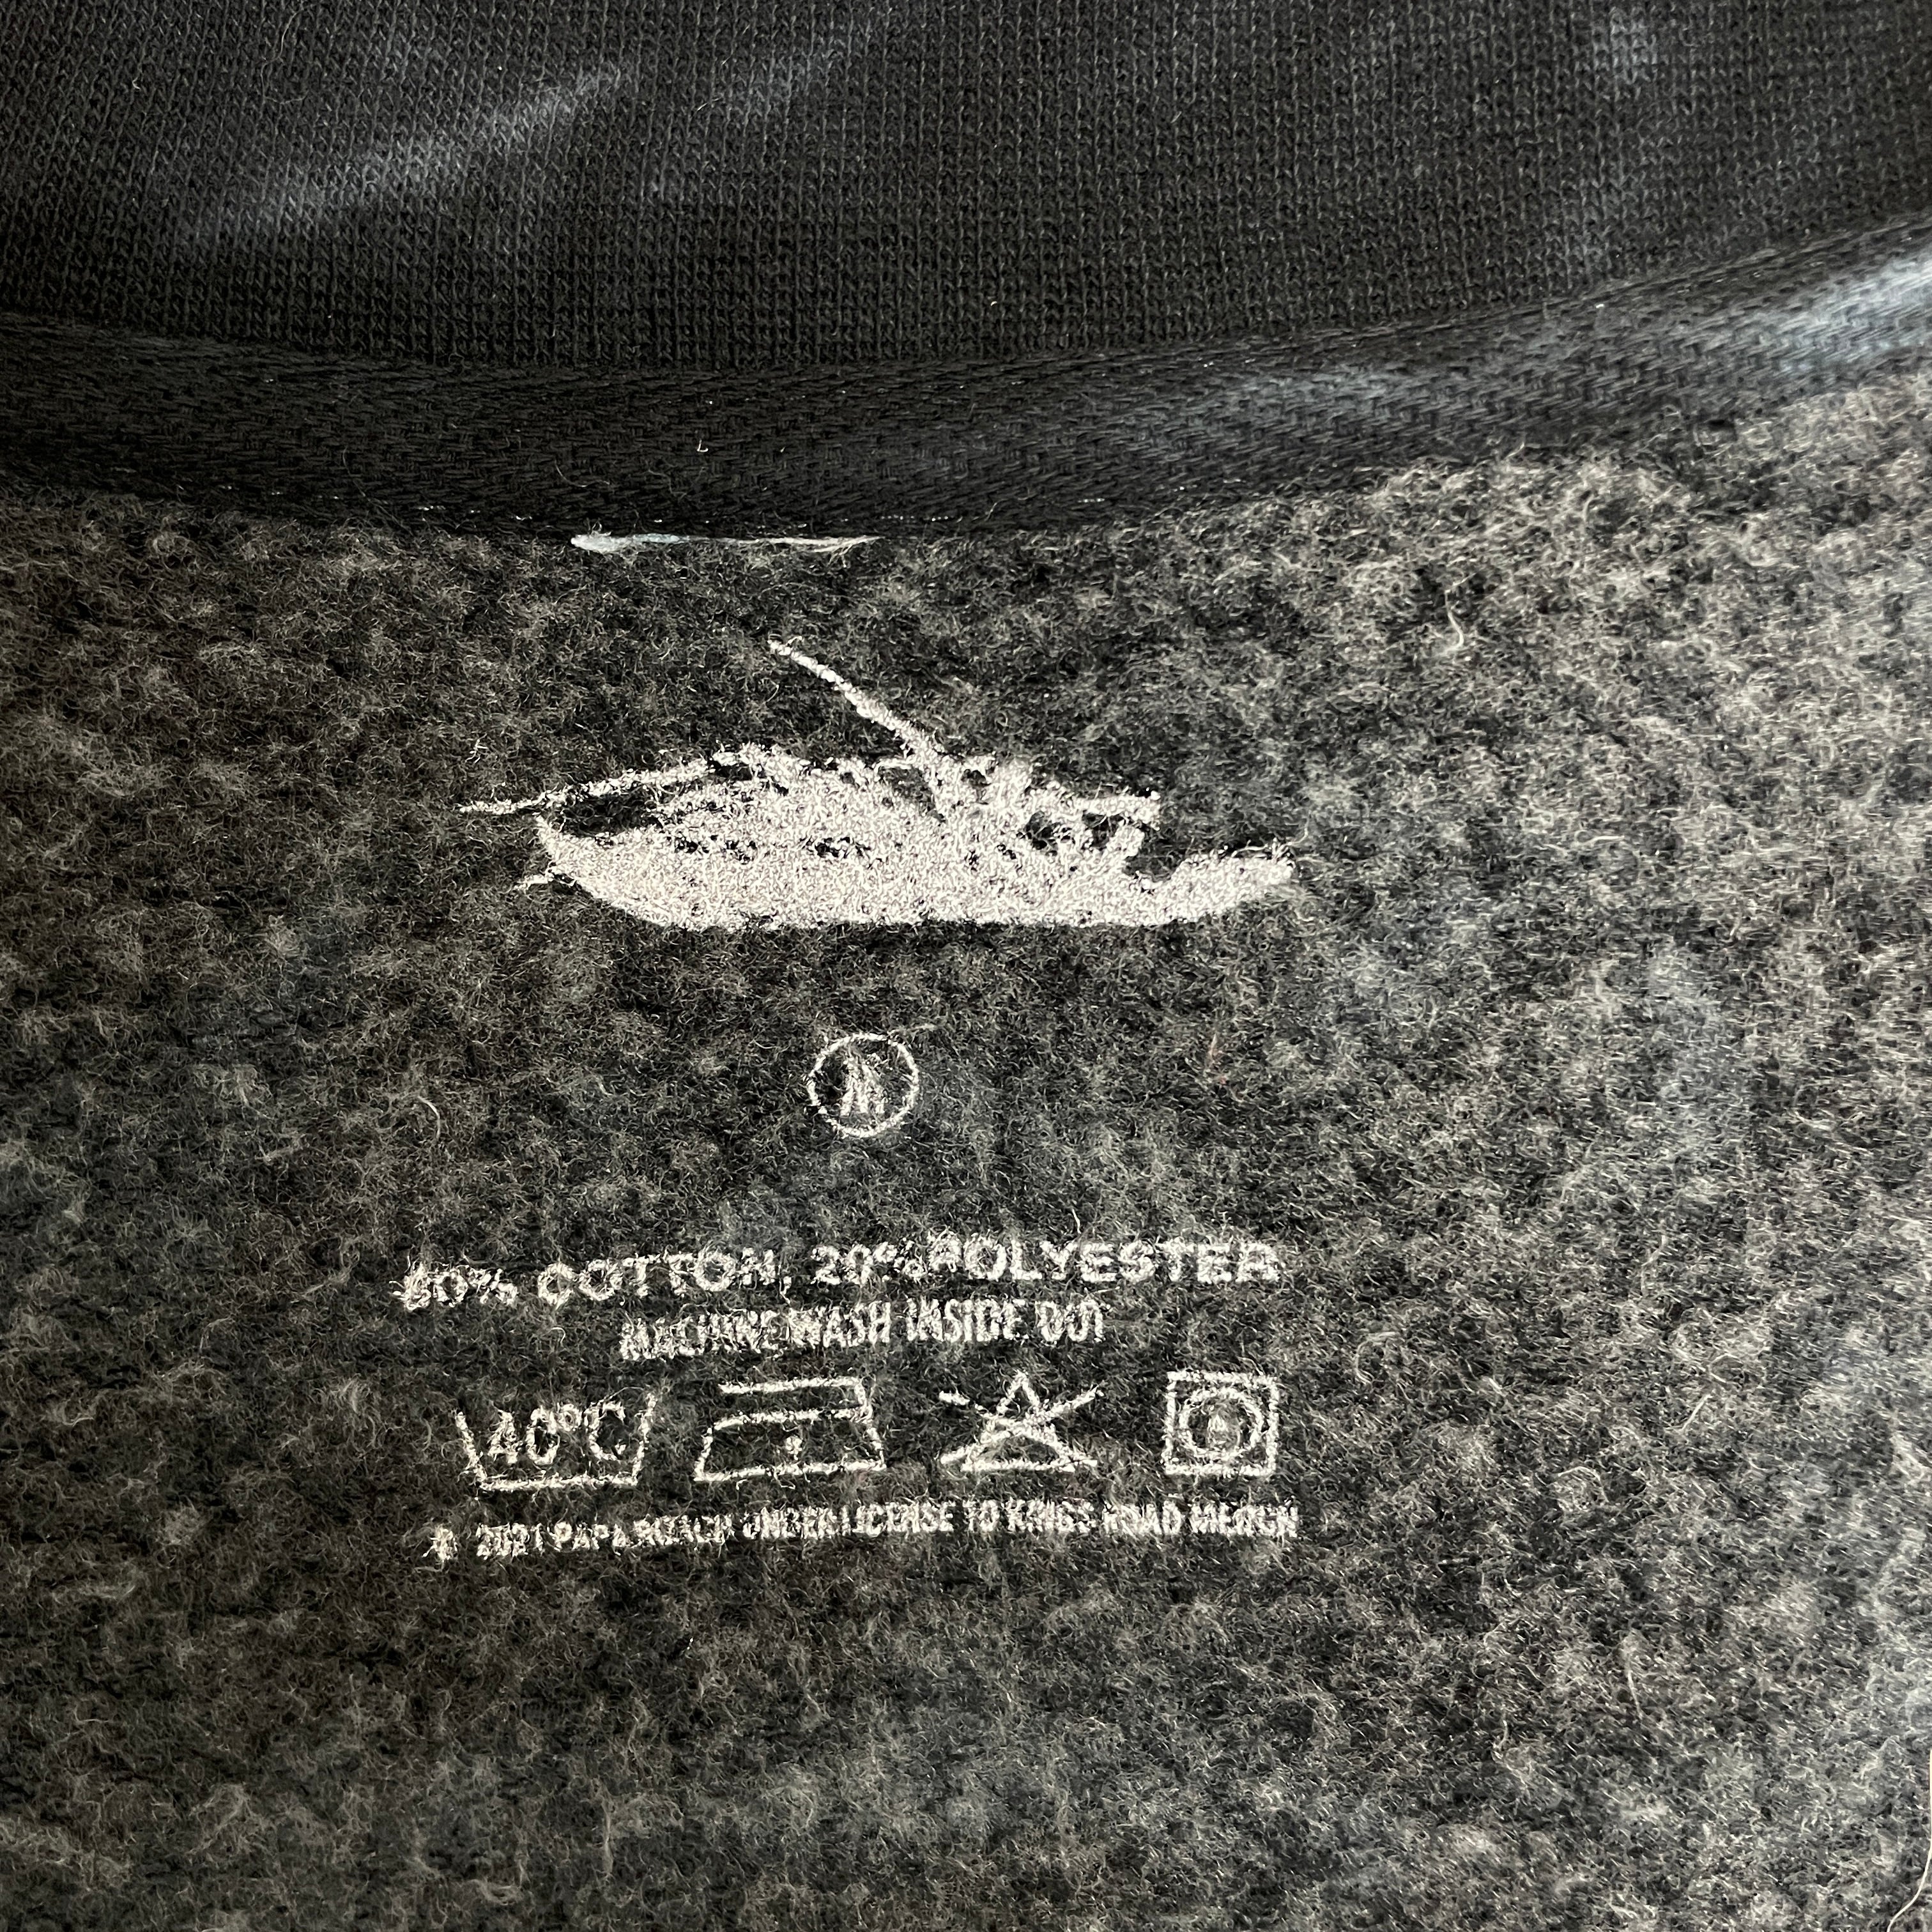 M
80% COTTON, 20% POLYESTER
MACHINE WASH INSIDE OUT
40°C
© 2021 PAPA ROACH UNDER LICENSE TO KINGS ROAD MERCH